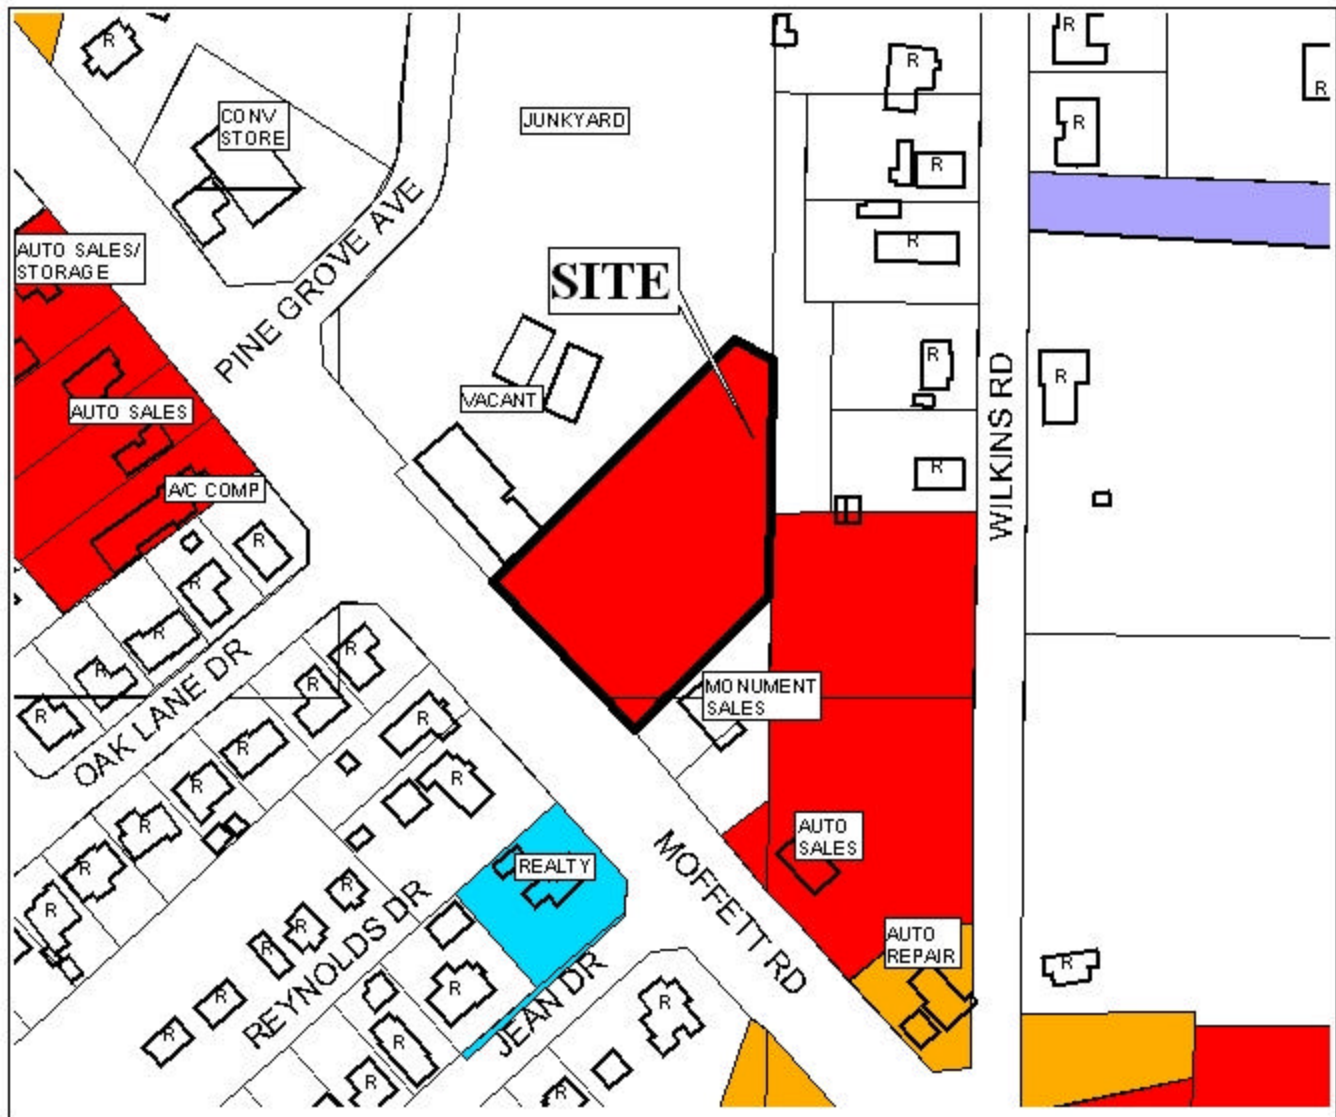 R
R
R
R
CONV
STORE
JUNKYARD
R
R
R
AUTO SALES/
STORAGE
PINE GROVE AVE
SITE
R
R
AUTO SALES
VACANT
WILKINS RD
A/C COMP
R
R
R
R
R
R
R
OAK LANE DR
R
R
R
R
MONUMENT
SALES
R
R
R
R
AUTO
SALES
REALTY
MOFFETT RD
R
R
R
R
R
REYNOLDS DR
AUTO
REPAIR
R
R
R
JEAN DR
R
R
R
R
R